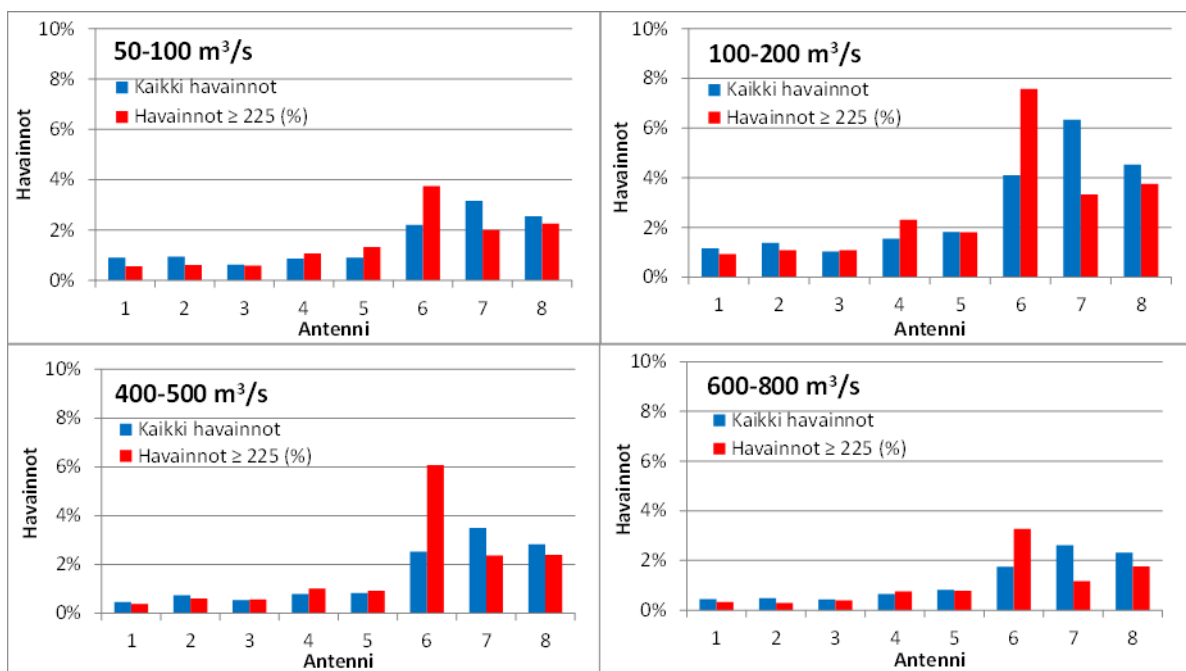 50-100 m³/s
Kaikki havainnot
Havainnot ≥ 225 (%)
Havainnot
10%
8%
6%
4%
2%
0%
1 2 3 4 5 6 7 8
Antenni
100-200 m³/s
Kaikki havainnot
Havainnot ≥ 225 (%)
Havainnot
10%
8%
6%
4%
2%
0%
1 2 3 4 5 6 7 8
Antenni
400-500 m³/s
Kaikki havainnot
Havainnot ≥ 225 (%)
Havainnot
10%
8%
6%
4%
2%
0%
1 2 3 4 5 6 7 8
Antenni
600-800 m³/s
Kaikki havainnot
Havainnot ≥ 225 (%)
Havainnot
10%
8%
6%
4%
2%
0%
1 2 3 4 5 6 7 8
Antenni